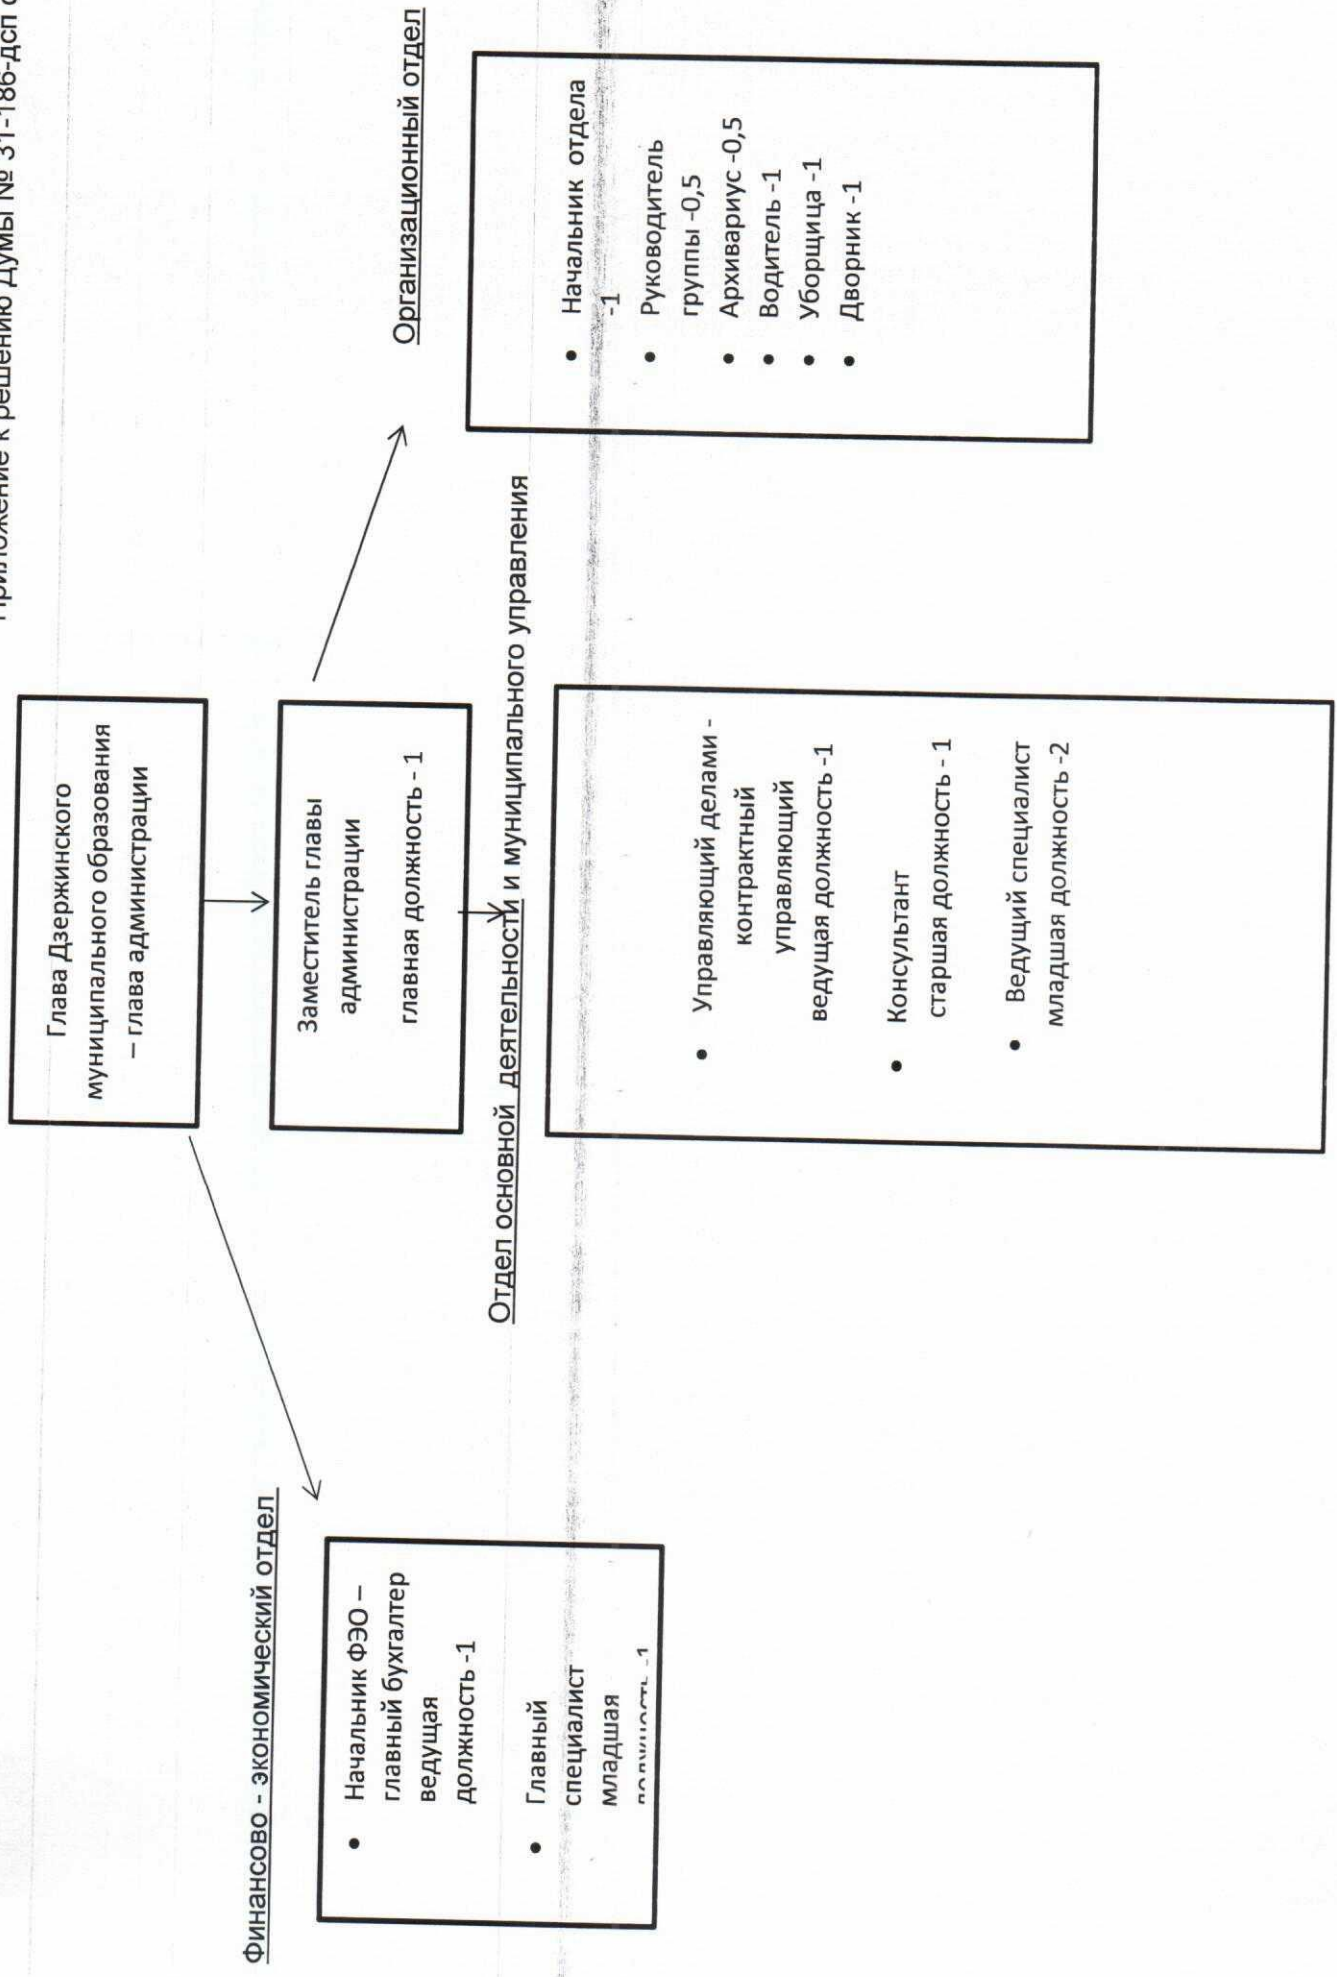 Приложение к решению Думы № 31-186-дсп
Глава Дзержинского
муниципального образования
– глава администрации
Заместитель главы
администрации
главная должность - 1
Финансово - экономический отдел
• Начальник ФЭО –
главный бухгалтер
ведущая
должность -1
• Главный
специалист
младшая
должность -1
Отдел основной деятельности и муниципального управления
• Управляющий делами -
контрактный
управляющий
ведущая должность -1
• Консультант
старшая должность - 1
• Ведущий специалист
младшая должность -2
Организационный отдел
• Начальник отдела
-1
• Руководитель
группы -0,5
• Архивариус -0,5
• Водитель -1
• Уборщица -1
• Дворник -1